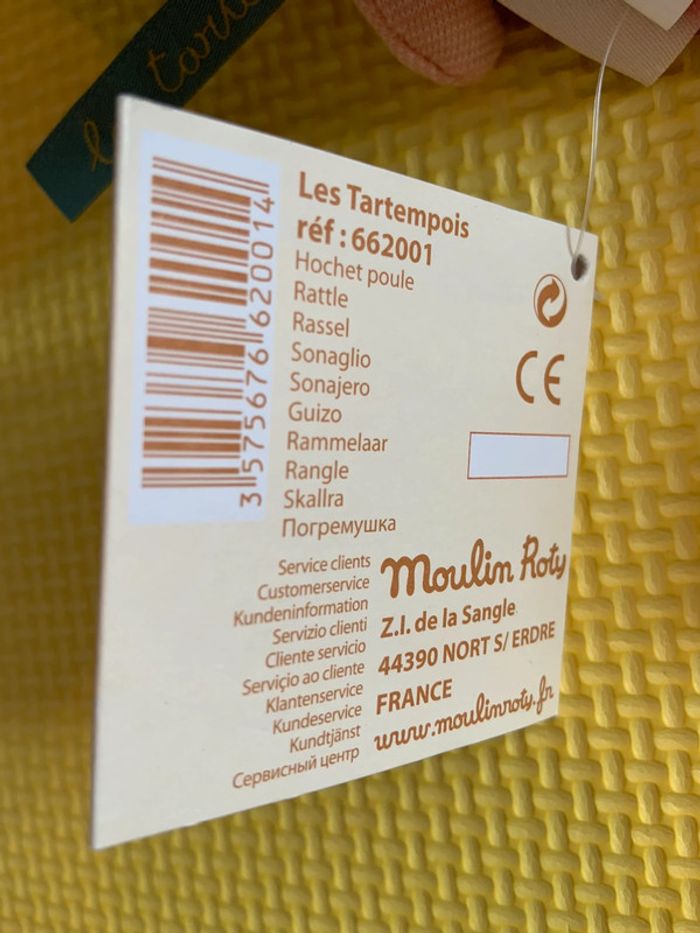 Les Tartempois
réf : 662001
Hochet poule
Rattle
Rassel
Sonaglio
Sonajero
Guizo
Rammelaar
Rangle
Skallra
Погремушка
3 575676 620014
CE
Service clients
Customerservice
Kundeninformation
Servizio clienti
Cliente servicio
Serviçio ao cliente
Klantenservice
Kundeservice
Kundtjänst
Сервисный центр
Moulin Roty
Z.I. de la Sangle
44390 NORT S/ ERDRE
FRANCE
www.moulinroty.fr